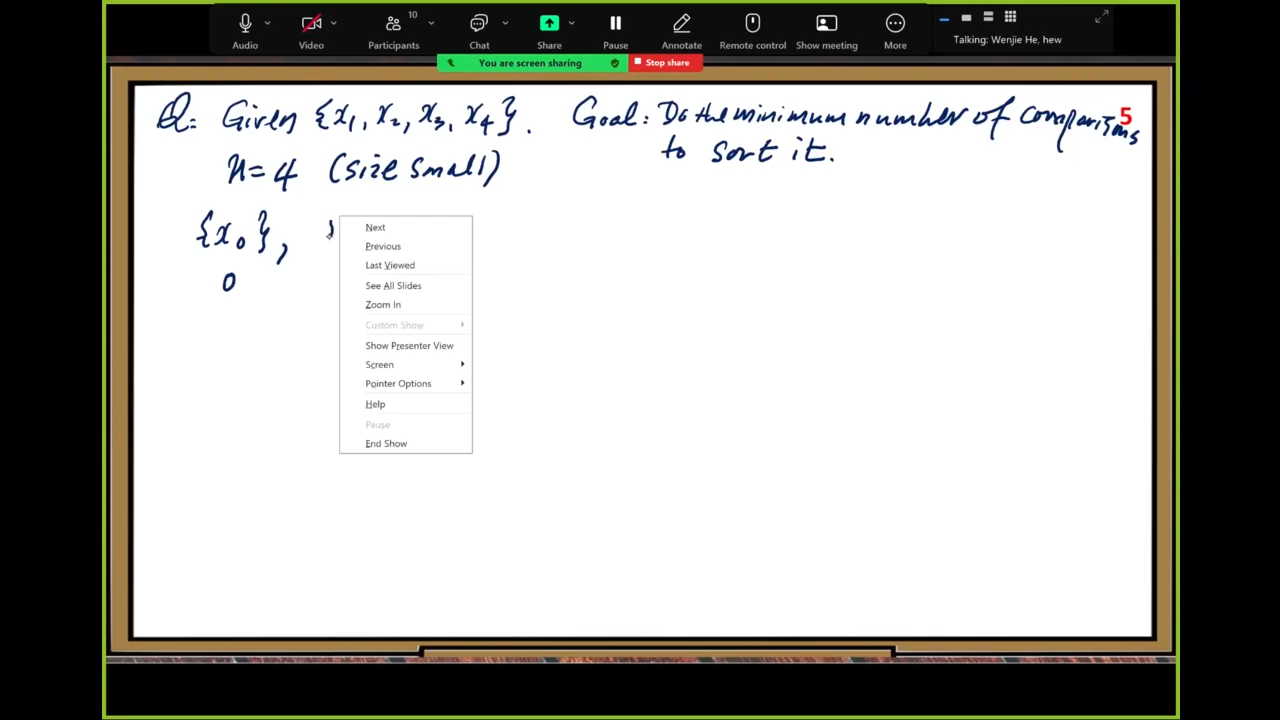 10
Audio Video Participants Chat Share Pause Annotate Remote control Show meeting More
Talking: Wenjie He, hew
You are screen sharing Stop share
Q: Given {x1, x2, x3, x4}. Goal: Do the minimum number of comparisons
5
to sort it.
n=4 (size small)
{x0},
0
Next
Previous
Last Viewed
See All Slides
Zoom In
Custom Show
Show Presenter View
Screen
Pointer Options
Help
Pause
End Show